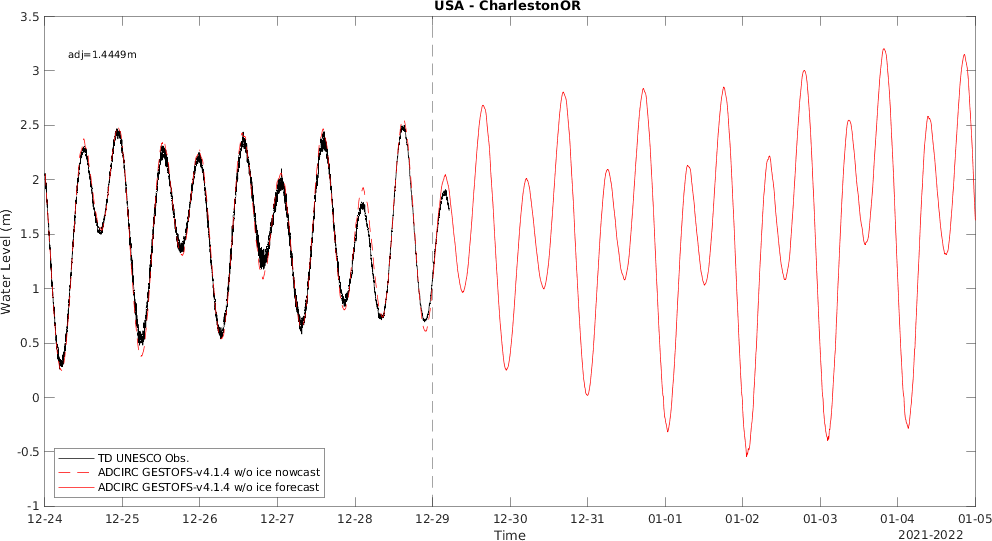 USA - CharlestonOR
adj=1.4449m
3.5
3
2.5
2
1.5
1
0.5
0
-0.5
-1
Water Level (m)
TD UNESCO Obs.
ADCIRC GESTOFS-v4.1.4 w/o ice nowcast
ADCIRC GESTOFS-v4.1.4 w/o ice forecast
12-24 12-25 12-26 12-27 12-28 12-29 12-30 12-31 01-01 01-02 01-03 01-04 01-05
Time
2021-2022